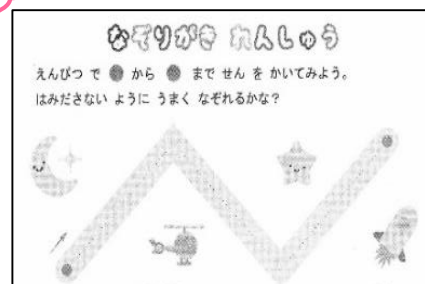 なぞりがき れんしゅう
えんぴつ で ● から ● まで せん を かいてみよう。
はみださない ように うまく なぞれるかな？